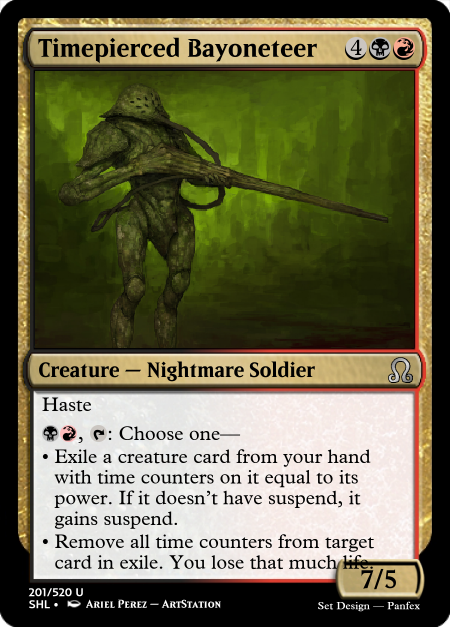 Timepierced Bayoneteer 4
Creature — Nightmare Soldier
Haste
, : Choose one—
• Exile a creature card from your hand
with time counters on it equal to its
power. If it doesn't have suspend, it
gains suspend.
• Remove all time counters from target
card in exile. You lose that much life.
7/5
201/520 U
SHL • Ariel Perez — ArtStation
Set Design — Panfex